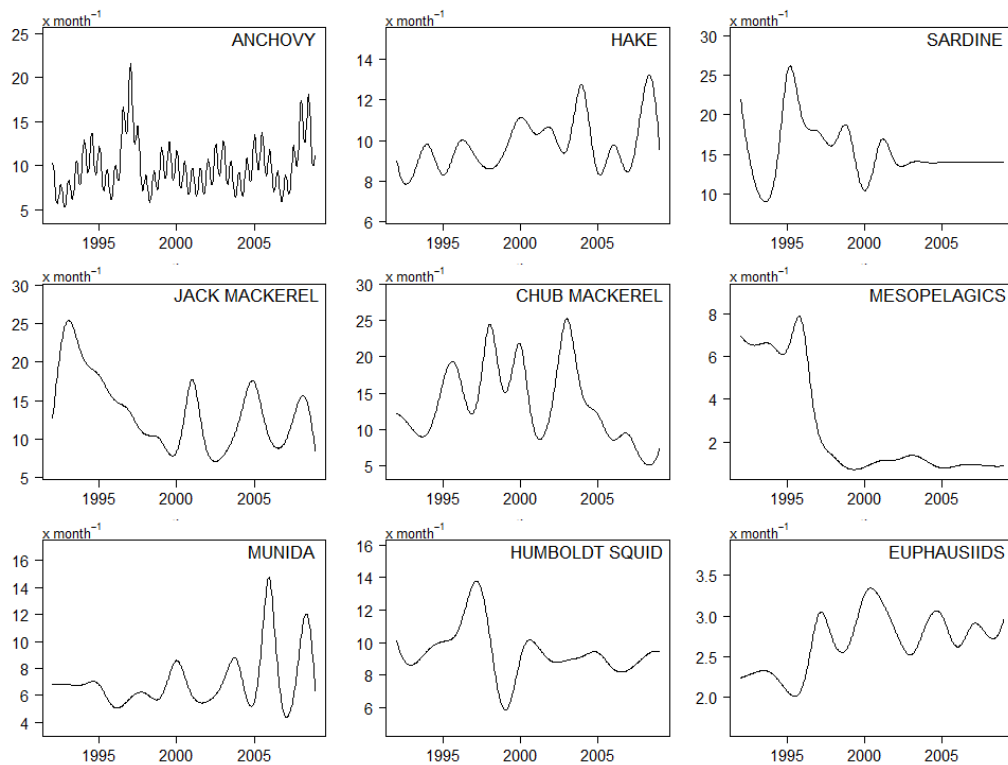 x month⁻¹
ANCHOVY
25
20
15
10
5
1995 2000 2005
x month⁻¹
HAKE
14
12
10
8
6
1995 2000 2005
x month⁻¹
SARDINE
30
25
20
15
10
1995 2000 2005
x month⁻¹
JACK MACKEREL
30
25
20
15
10
5
1995 2000 2005
x month⁻¹
CHUB MACKEREL
30
25
20
15
10
5
1995 2000 2005
x month⁻¹
MESOPELAGICS
8
6
4
2
1995 2000 2005
x month⁻¹
MUNIDA
16
14
12
10
8
6
4
1995 2000 2005
x month⁻¹
HUMBOLDT SQUID
16
14
12
10
8
6
1995 2000 2005
x month⁻¹
EUPHAUSIIDS
3.5
3.0
2.5
2.0
1995 2000 2005